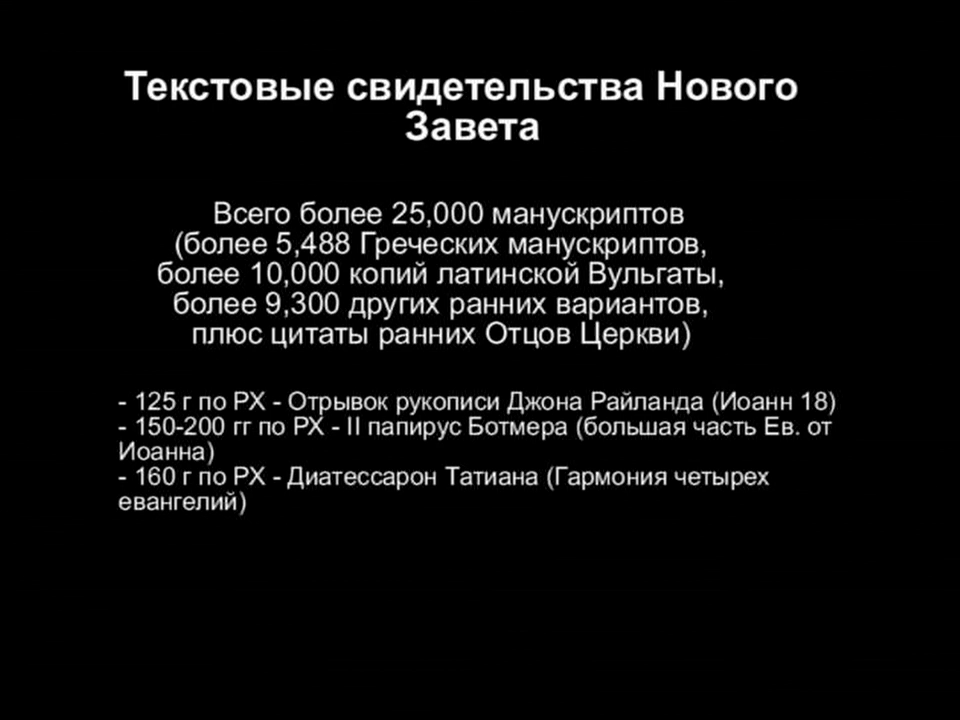 Текстовые свидетельства Нового
Завета
Всего более 25,000 манускриптов
(более 5,488 Греческих манускриптов,
более 10,000 копий латинской Вульгаты,
более 9,300 других ранних вариантов,
плюс цитаты ранних Отцов Церкви)
- 125 г по РХ - Отрывок рукописи Джона Райланда (Иоанн 18)
- 150-200 гг по РХ - II папирус Ботмера (большая часть Ев. от
Иоанна)
- 160 г по РХ - Диатессарон Татиана (Гармония четырех
евангелий)